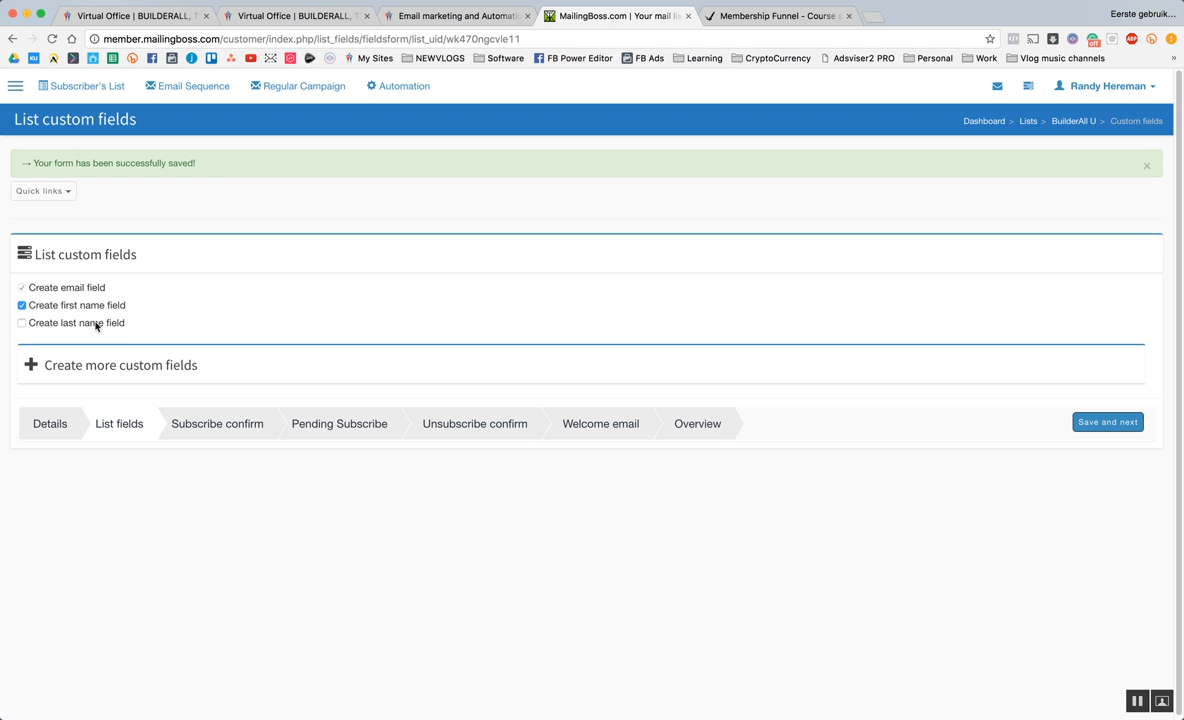 Virtual Office | BUILDERALL, T
Virtual Office | BUILDERALL, T
Email marketing and Automatic
MailingBoss.com | Your mail lis
Membership Funnel - Course s
Eerste gebruik...
member.mailingboss.com/customer/index.php/list_fields/fieldsform/list_uid/wk470ngcvle11
My Sites NEWVLOGS Software FB Power Editor FB Ads Learning CryptoCurrency Adviser2 PRO Personal Work Vlog music channels »
Subscriber's List Email Sequence Regular Campaign Automation Randy Hereman
List custom fields
Dashboard > Lists > BuilderAll U > Custom fields
→ Your form has been successfully saved! ×
Quick links
List custom fields
Create email field
Create first name field
Create last name field
Create more custom fields
Details List fields Subscribe confirm Pending Subscribe Unsubscribe confirm Welcome email Overview Save and next